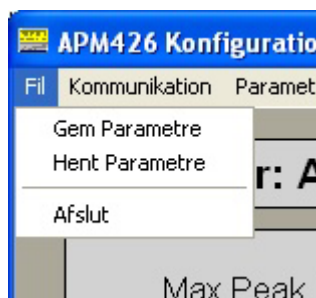 APM426 Konfiguratio
Fil Kommunikation Paramet
Gem Parametre
Hent Parametre
Afslut
r: A
Max Peak